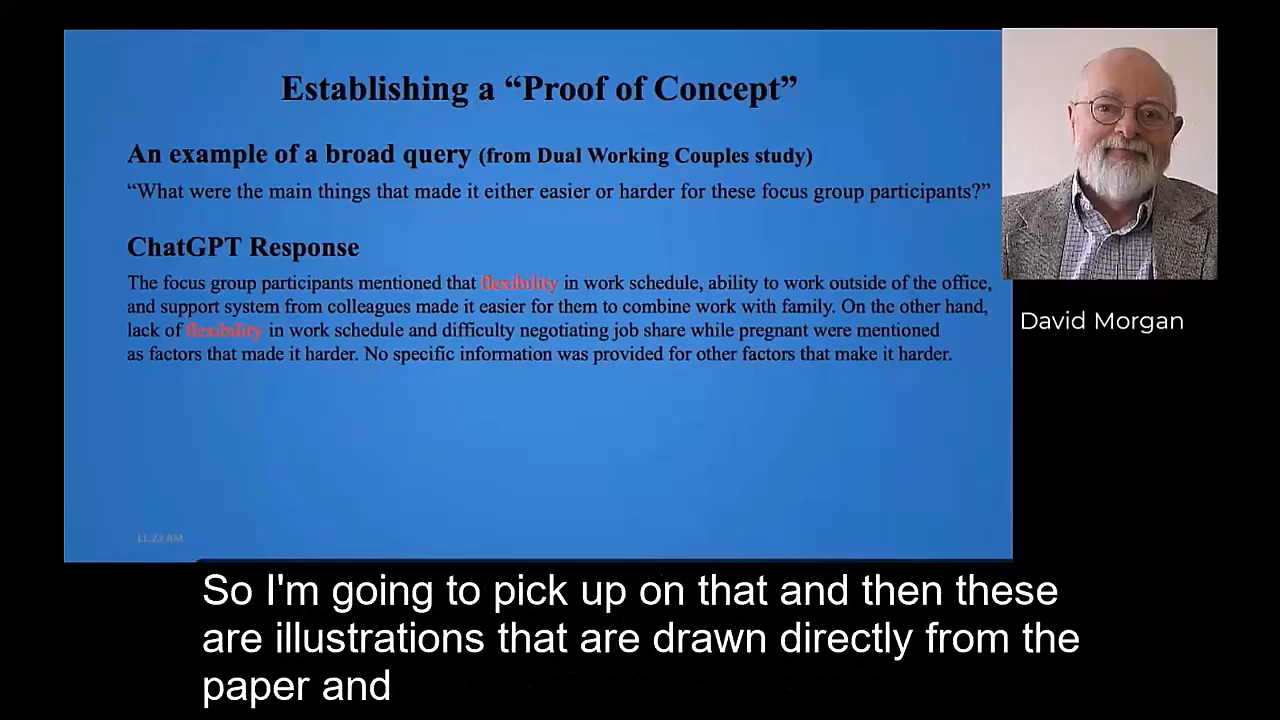 Establishing a “Proof of Concept”
An example of a broad query (from Dual Working Couples study)
“What were the main things that made it either easier or harder for these focus group participants?”
ChatGPT Response
The focus group participants mentioned that flexibility in work schedule, ability to work outside of the office,
and support system from colleagues made it easier for them to combine work with family. On the other hand,
lack of flexibility in work schedule and difficulty negotiating job share while pregnant were mentioned
as factors that made it harder. No specific information was provided for other factors that make it harder.
11:23 AM
David Morgan
So I'm going to pick up on that and then these
are illustrations that are drawn directly from the
paper and